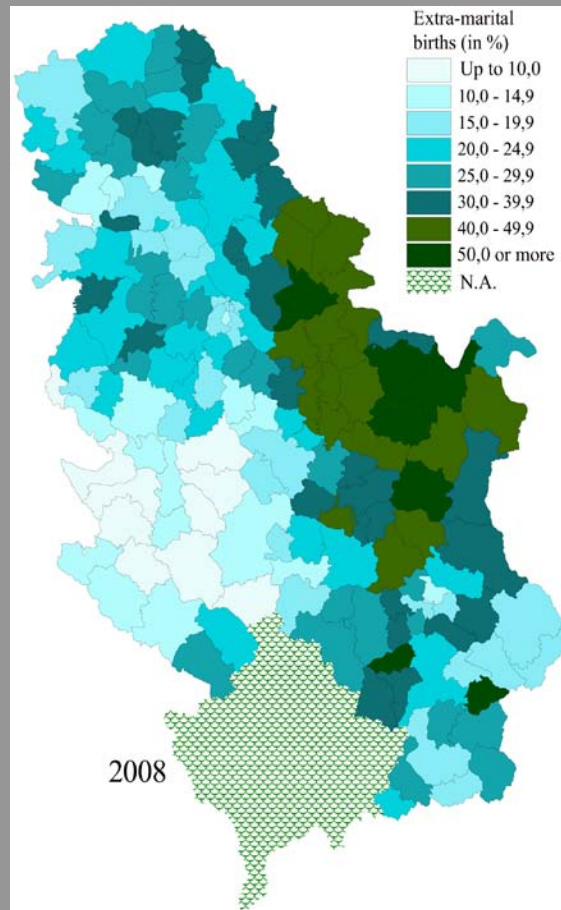 Extra-marital
births (in %)
Up to 10,0
10,0 - 14,9
15,0 - 19,9
20,0 - 24,9
25,0 - 29,9
30,0 - 39,9
40,0 - 49,9
50,0 or more
N.A.
2008